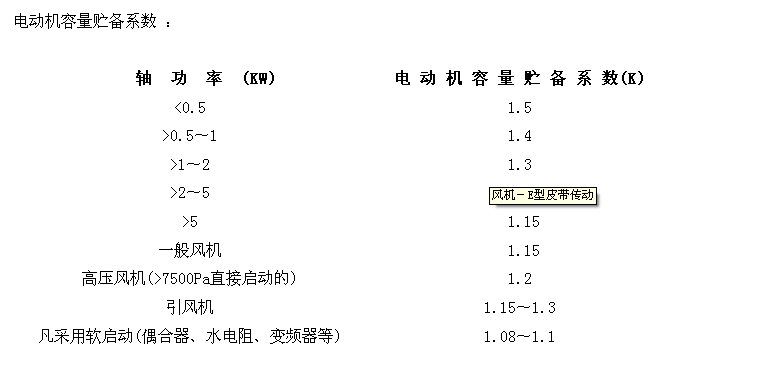 电动机容量贮备系数 :
轴 功 率 (KW) 电 动 机 容 量 贮 备 系 数(K)
<0.5 1.5
>0.5~1 1.4
>1~2 1.3
>2~5 风机-E型皮带传动
>5 1.15
一般风机 1.15
高压风机(>7500Pa直接启动的) 1.2
引风机 1.15~1.3
凡采用软启动(偶合器、水电阻、变频器等) 1.08~1.1